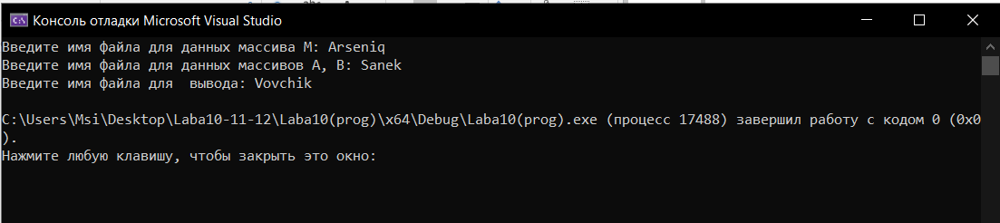 Консоль отладки Microsoft Visual Studio
Введите имя файла для данных массива M: Arseniq
Введите имя файла для данных массивов A, B: Sanek
Введите имя файла для  вывода: Vovchik
C:\Users\Msi\Desktop\Laba10-11-12\Laba10(prog)\x64\Debug\Laba10(prog).exe (процесс 17488) завершил работу с кодом 0 (0x0
).
Нажмите любую клавишу, чтобы закрыть это окно: